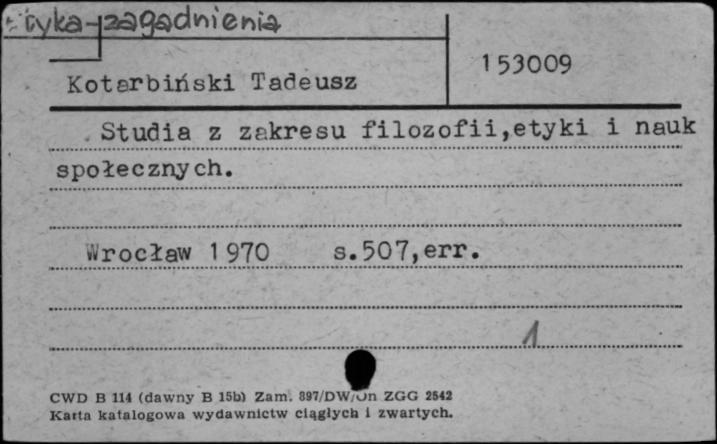 Etyka-zagadnienia
153009
Kotarbiński Tadeusz
Studia z zakresu filozofii,etyki i nauk
społecznych.
Wrocław 1970 s.507,err.
1
CWD B 114 (dawny B 15b) Zam. 897/DW/Jn ZGG 2542
Karta katalogowa wydawnictw ciągłych i zwartych.